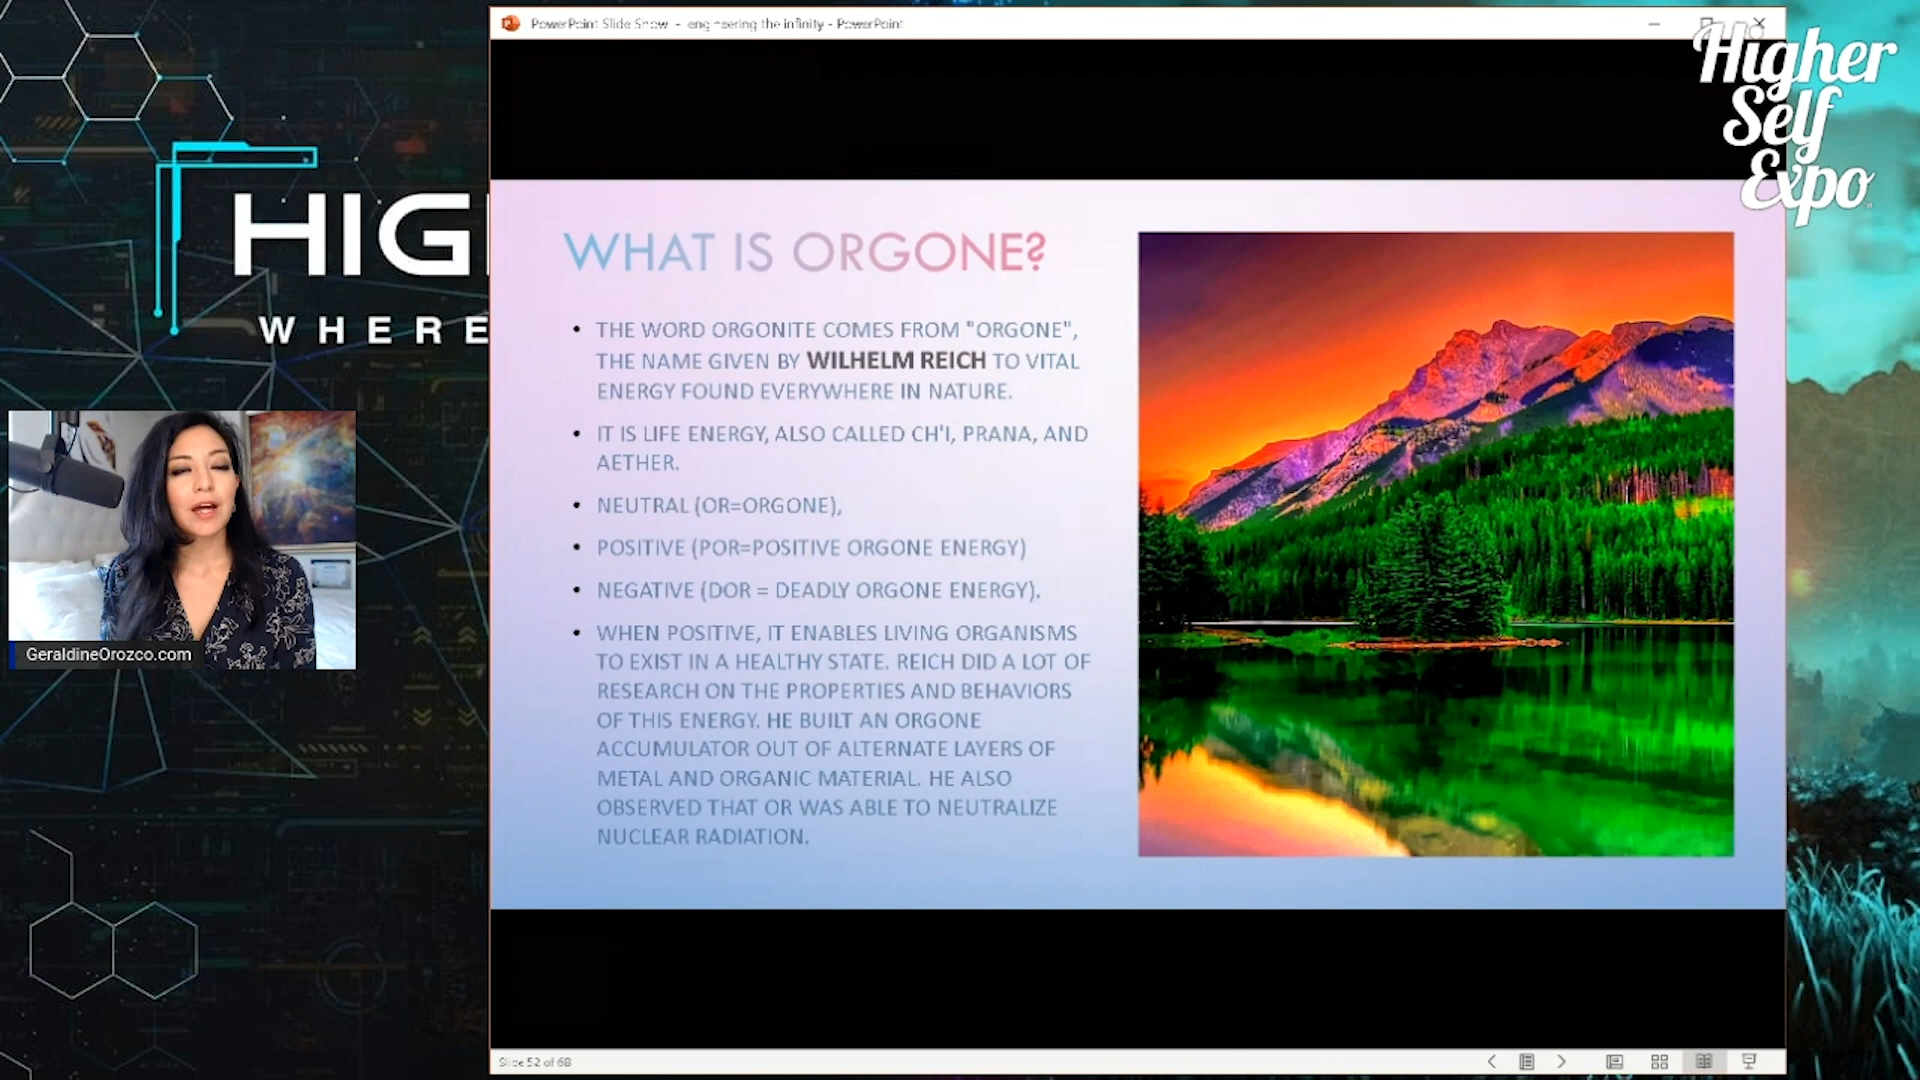 PowerPoint Slide Show - engineering the infinity - PowerPoint
Higher
Self
Expo
HIG
WHERE
WHAT IS ORGONE?
• THE WORD ORGONITE COMES FROM "ORGONE",
THE NAME GIVEN BY WILHELM REICH TO VITAL
ENERGY FOUND EVERYWHERE IN NATURE.
• IT IS LIFE ENERGY, ALSO CALLED CH'I, PRANA, AND
AETHER.
• NEUTRAL (OR=ORGONE),
• POSITIVE (POR=POSITIVE ORGONE ENERGY)
• NEGATIVE (DOR = DEADLY ORGONE ENERGY).
• WHEN POSITIVE, IT ENABLES LIVING ORGANISMS
TO EXIST IN A HEALTHY STATE. REICH DID A LOT OF
RESEARCH ON THE PROPERTIES AND BEHAVIORS
OF THIS ENERGY. HE BUILT AN ORGONE
ACCUMULATOR OUT OF ALTERNATE LAYERS OF
METAL AND ORGANIC MATERIAL. HE ALSO
OBSERVED THAT OR WAS ABLE TO NEUTRALIZE
NUCLEAR RADIATION.
GeraldineOrozco.com
Slide 52 of 68